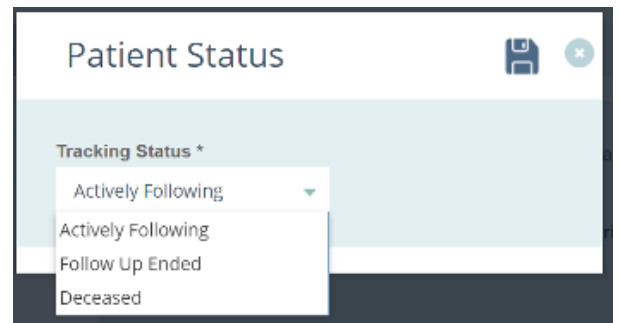 Patient Status
Tracking Status *
Actively Following
Actively Following
Follow Up Ended
Deceased